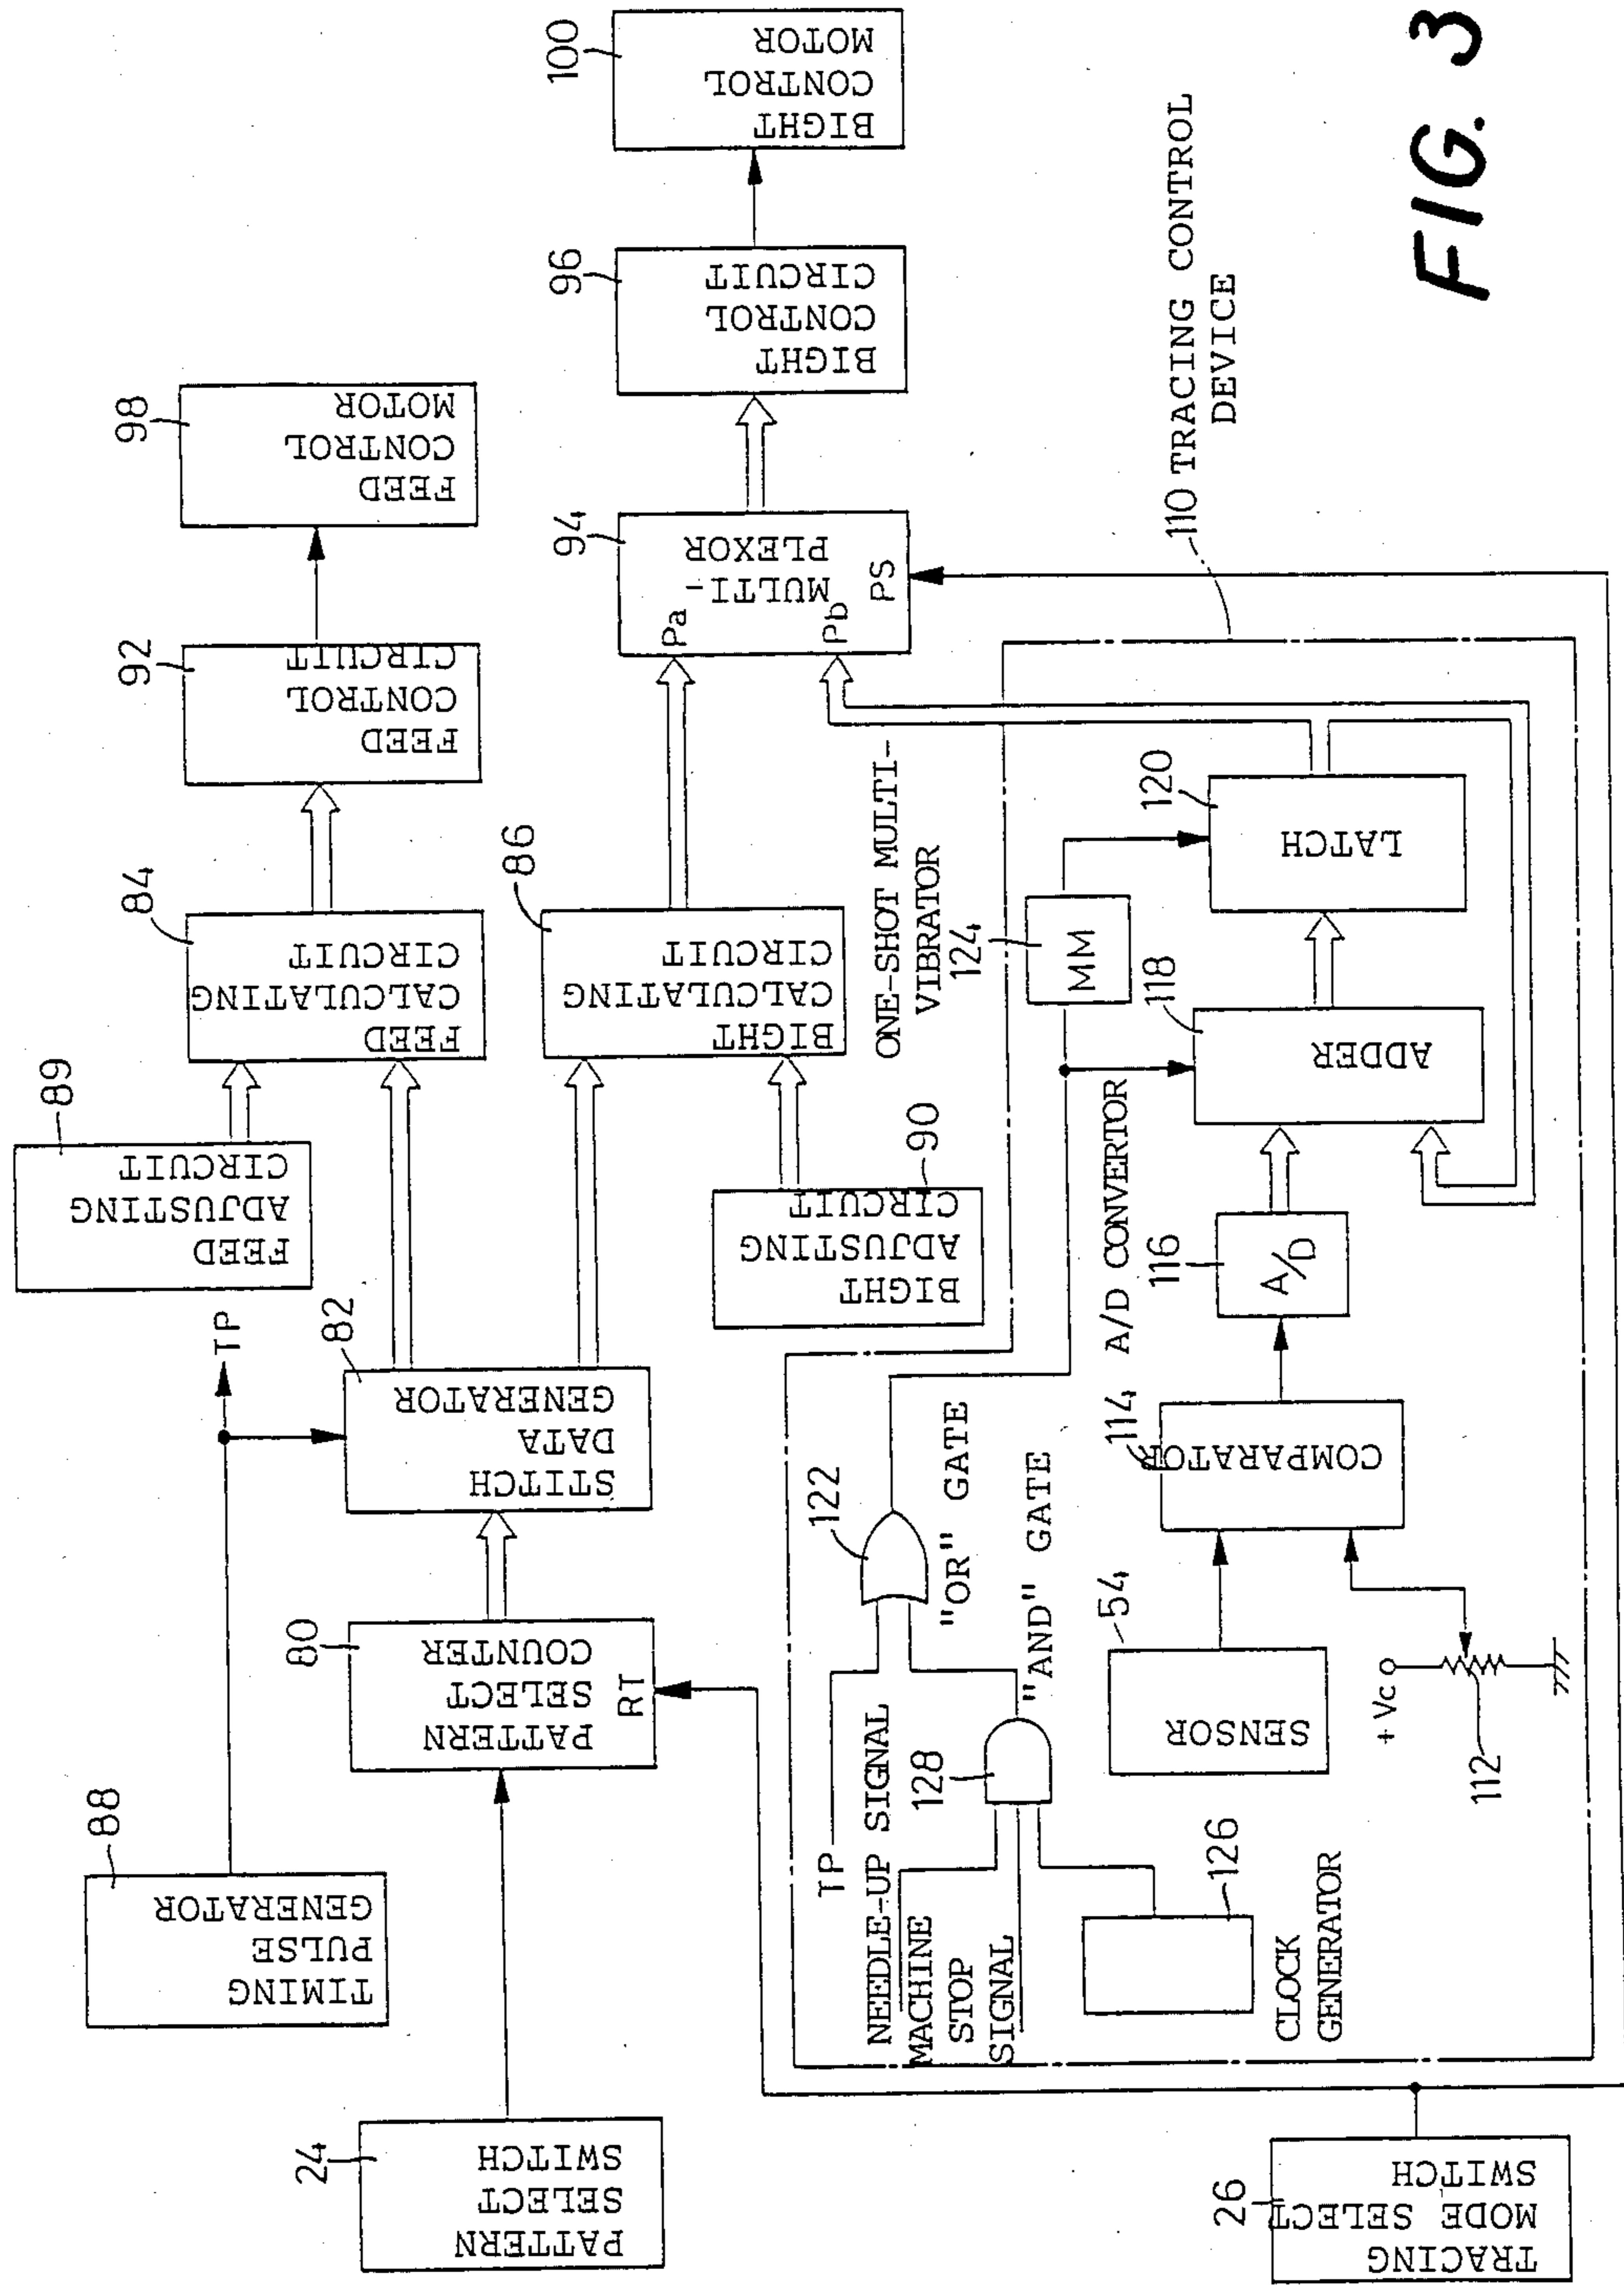 FIG. 3
24
PATTERN
SELECT
SWITCH
88
TIMING
PULSE
GENERATOR
TP
80
PATTERN
SELECT
COUNTER
RT
82
STITCH
DATA
GENERATOR
89
FEED
ADJUSTING
CIRCUIT
84
FEED
CALCULATING
CIRCUIT
92
FEED
CONTROL
CIRCUIT
98
FEED
CONTROL
MOTOR
90
BIGHT
ADJUSTING
CIRCUIT
86
BIGHT
CALCULATING
CIRCUIT
94
MULTI-
PLEXOR
Pa
Pb
PS
96
BIGHT
CONTROL
CIRCUIT
100
BIGHT
CONTROL
MOTOR
26
TRACING
MODE SELECT
SWITCH
110 TRACING CONTROL
DEVICE
TP
NEEDLE-UP SIGNAL
MACHINE
STOP
SIGNAL
128
"AND" GATE
122
"OR" GATE
126
CLOCK
GENERATOR
ONE-SHOT MULTI-
VIBRATOR
124
MM
54
SENSOR
+Vc
112
114
COMPARATOR
A/D CONVERTOR
116
A/D
118
ADDER
120
LATCH